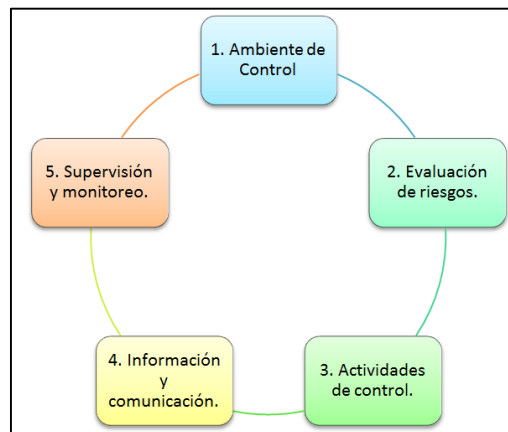 1. Ambiente de
Control
2. Evaluación
de riesgos.
3. Actividades
de control.
4. Información
y
comunicación.
5. Supervisión
y monitoreo.